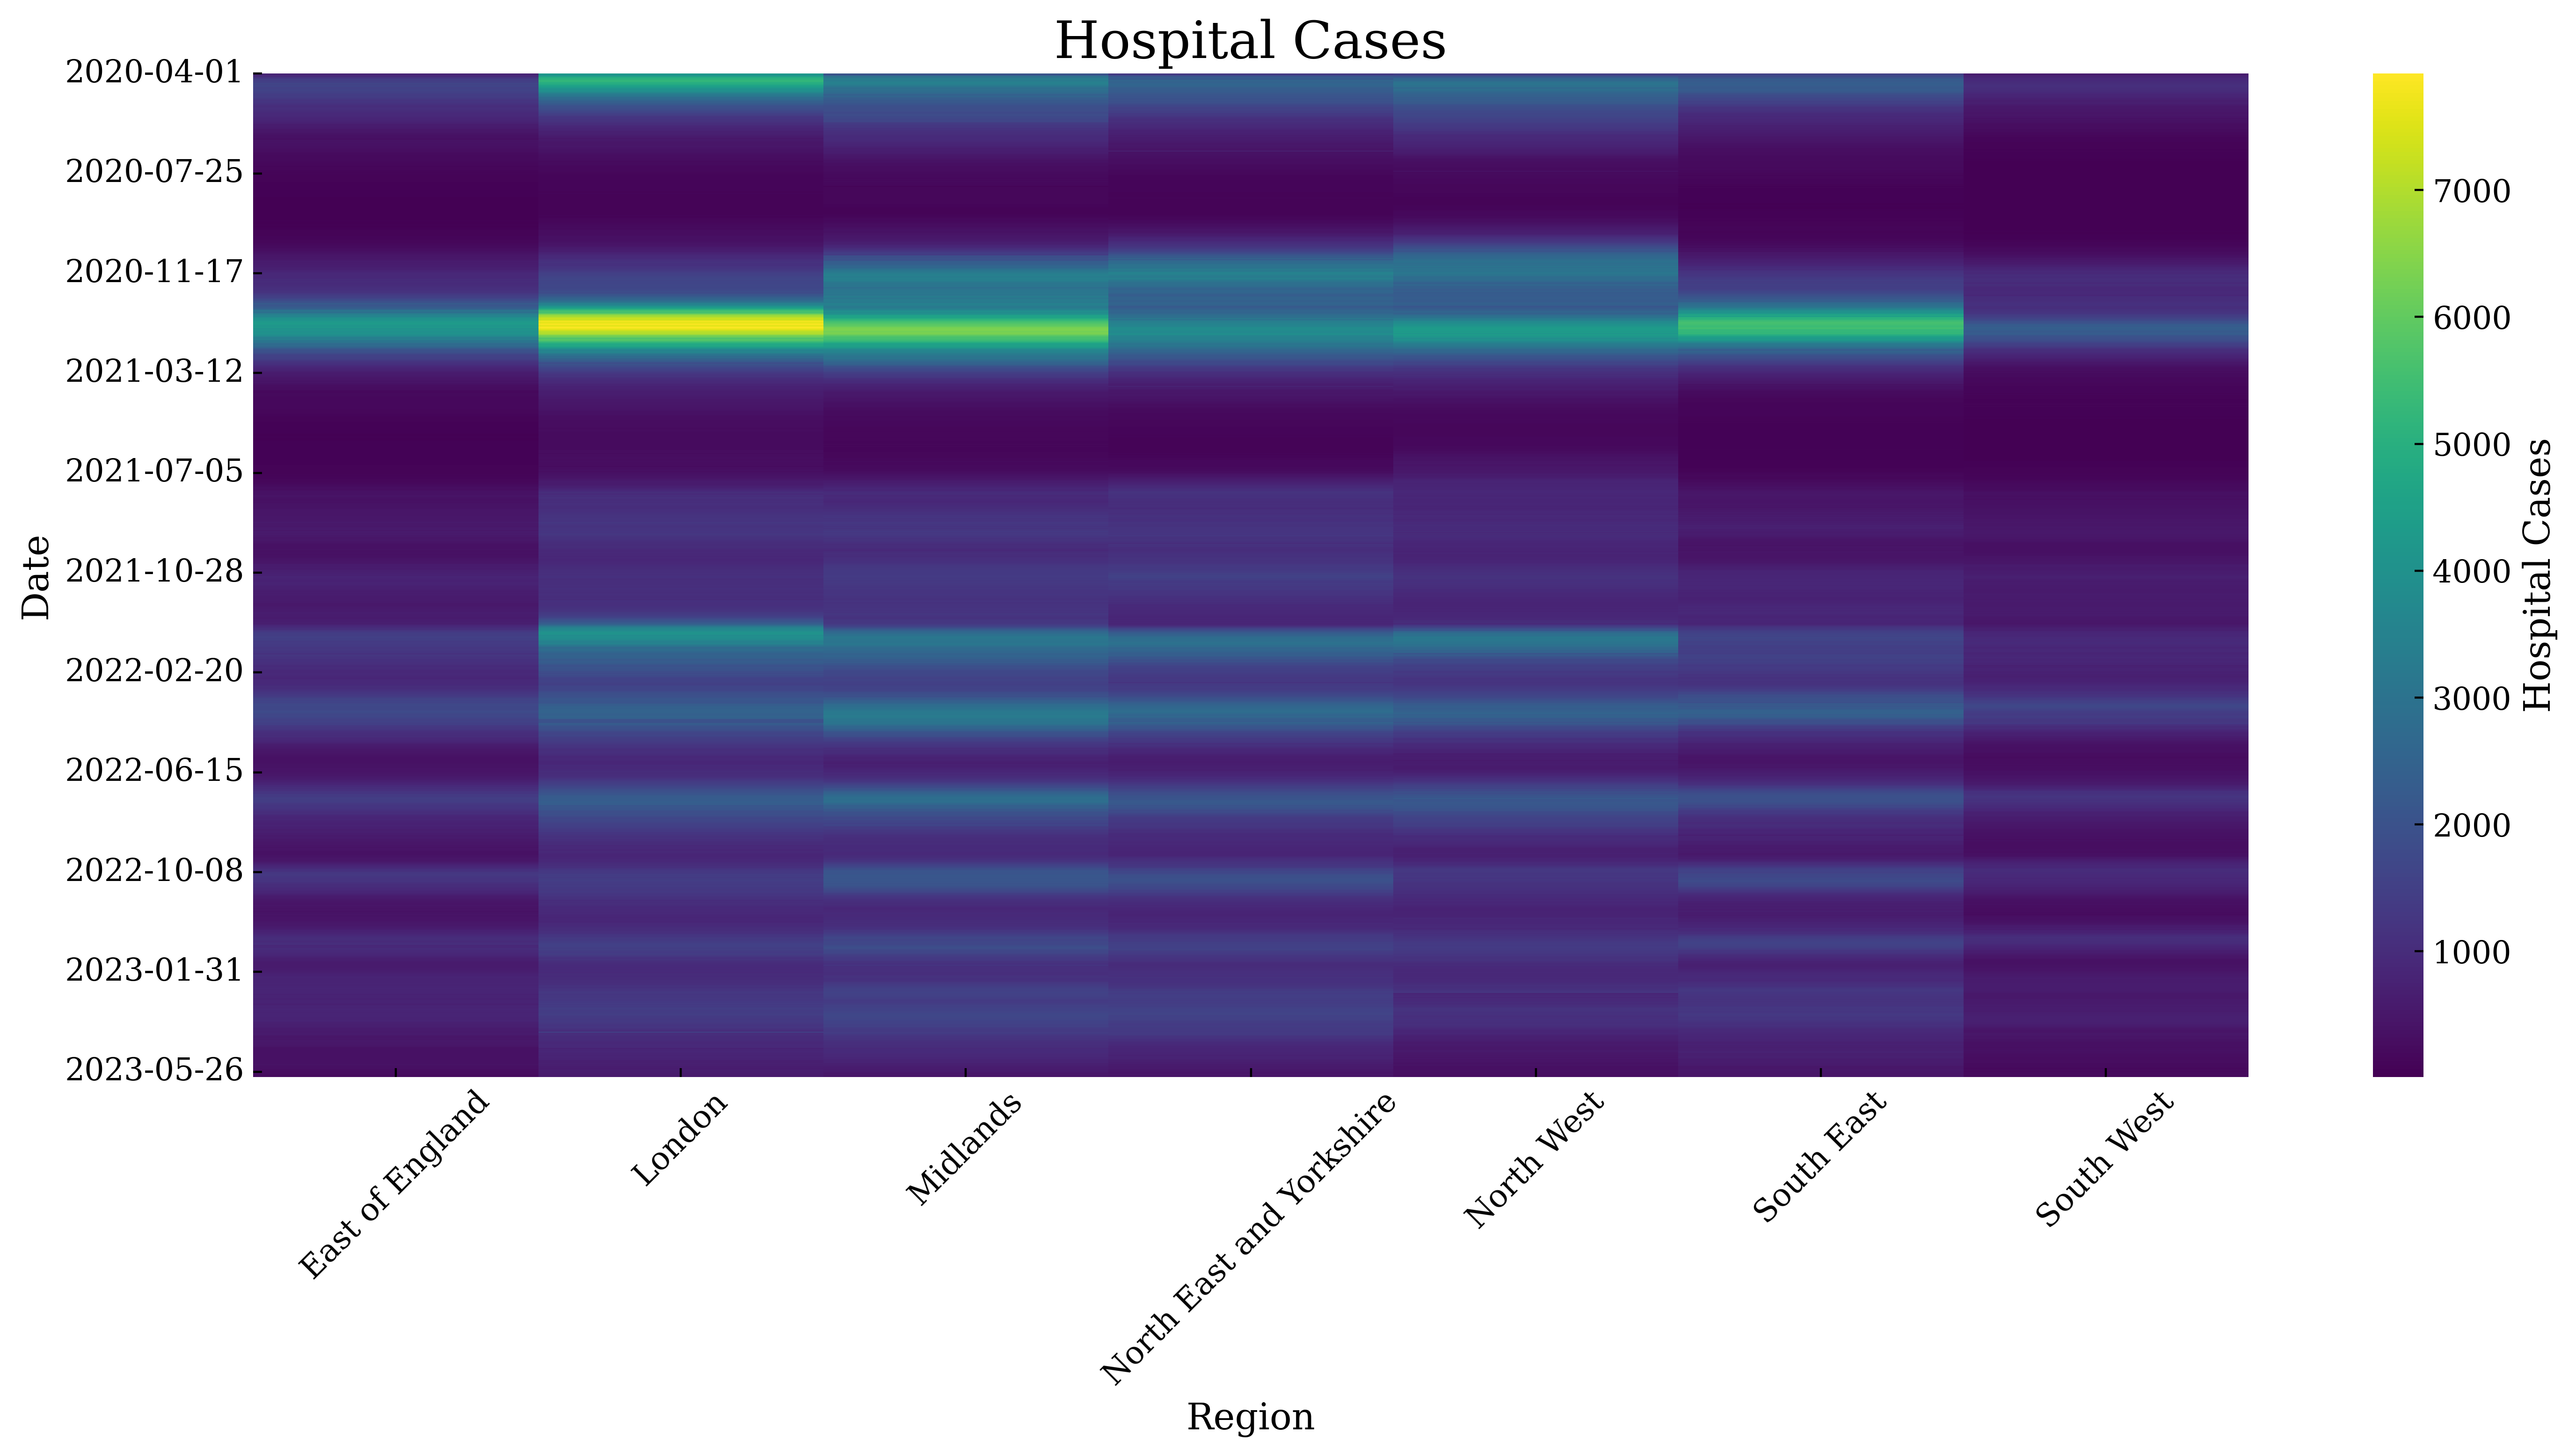 Hospital Cases
2020-04-01
2020-07-25
2020-11-17
2021-03-12
2021-07-05
2021-10-28
2022-02-20
2022-06-15
2022-10-08
2023-01-31
2023-05-26
Date
East of England
London
Midlands
North East and Yorkshire
North West
South East
South West
Region
7000
6000
5000
4000
3000
2000
1000
Hospital Cases